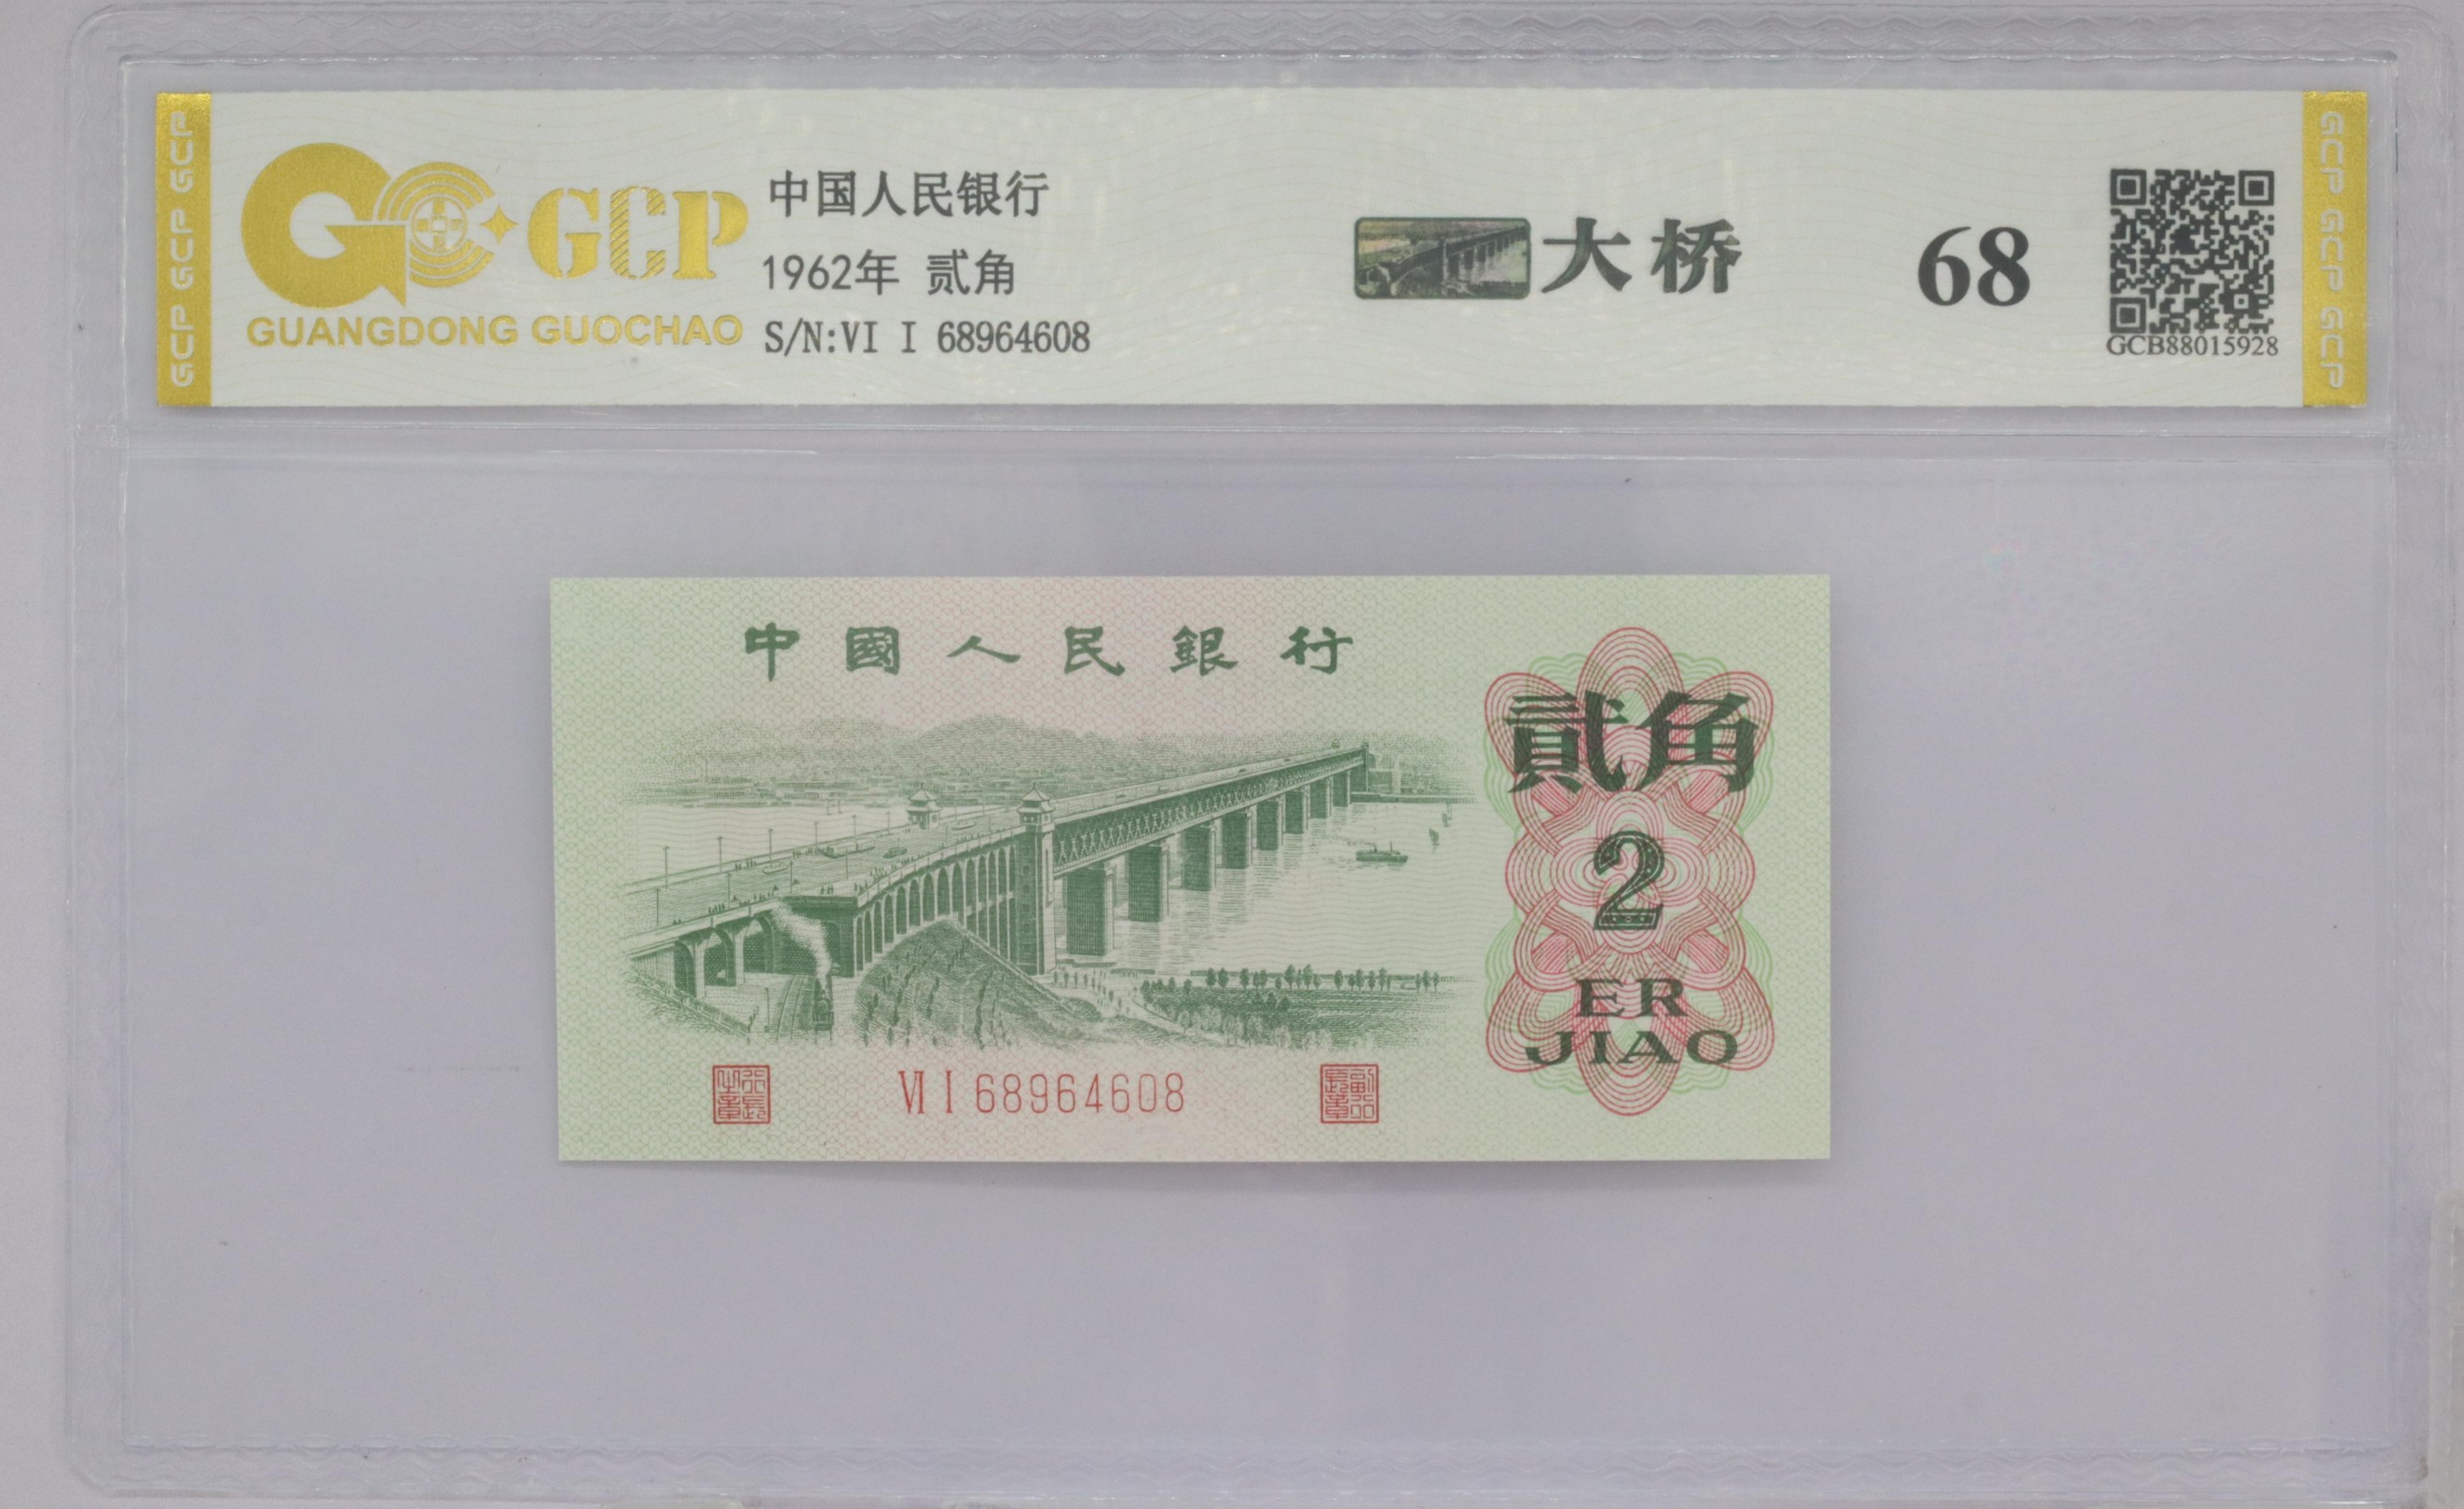 GCP GCP GCP
GCP
GUANGDONG GUOCHAO
中国人民银行
1962年 贰角
S/N:VI I 68964608
大桥
68
GCB88015928
GCP GCP GCP
中國人民銀行
貳角
2
ER
JIAO
VI I 68964608